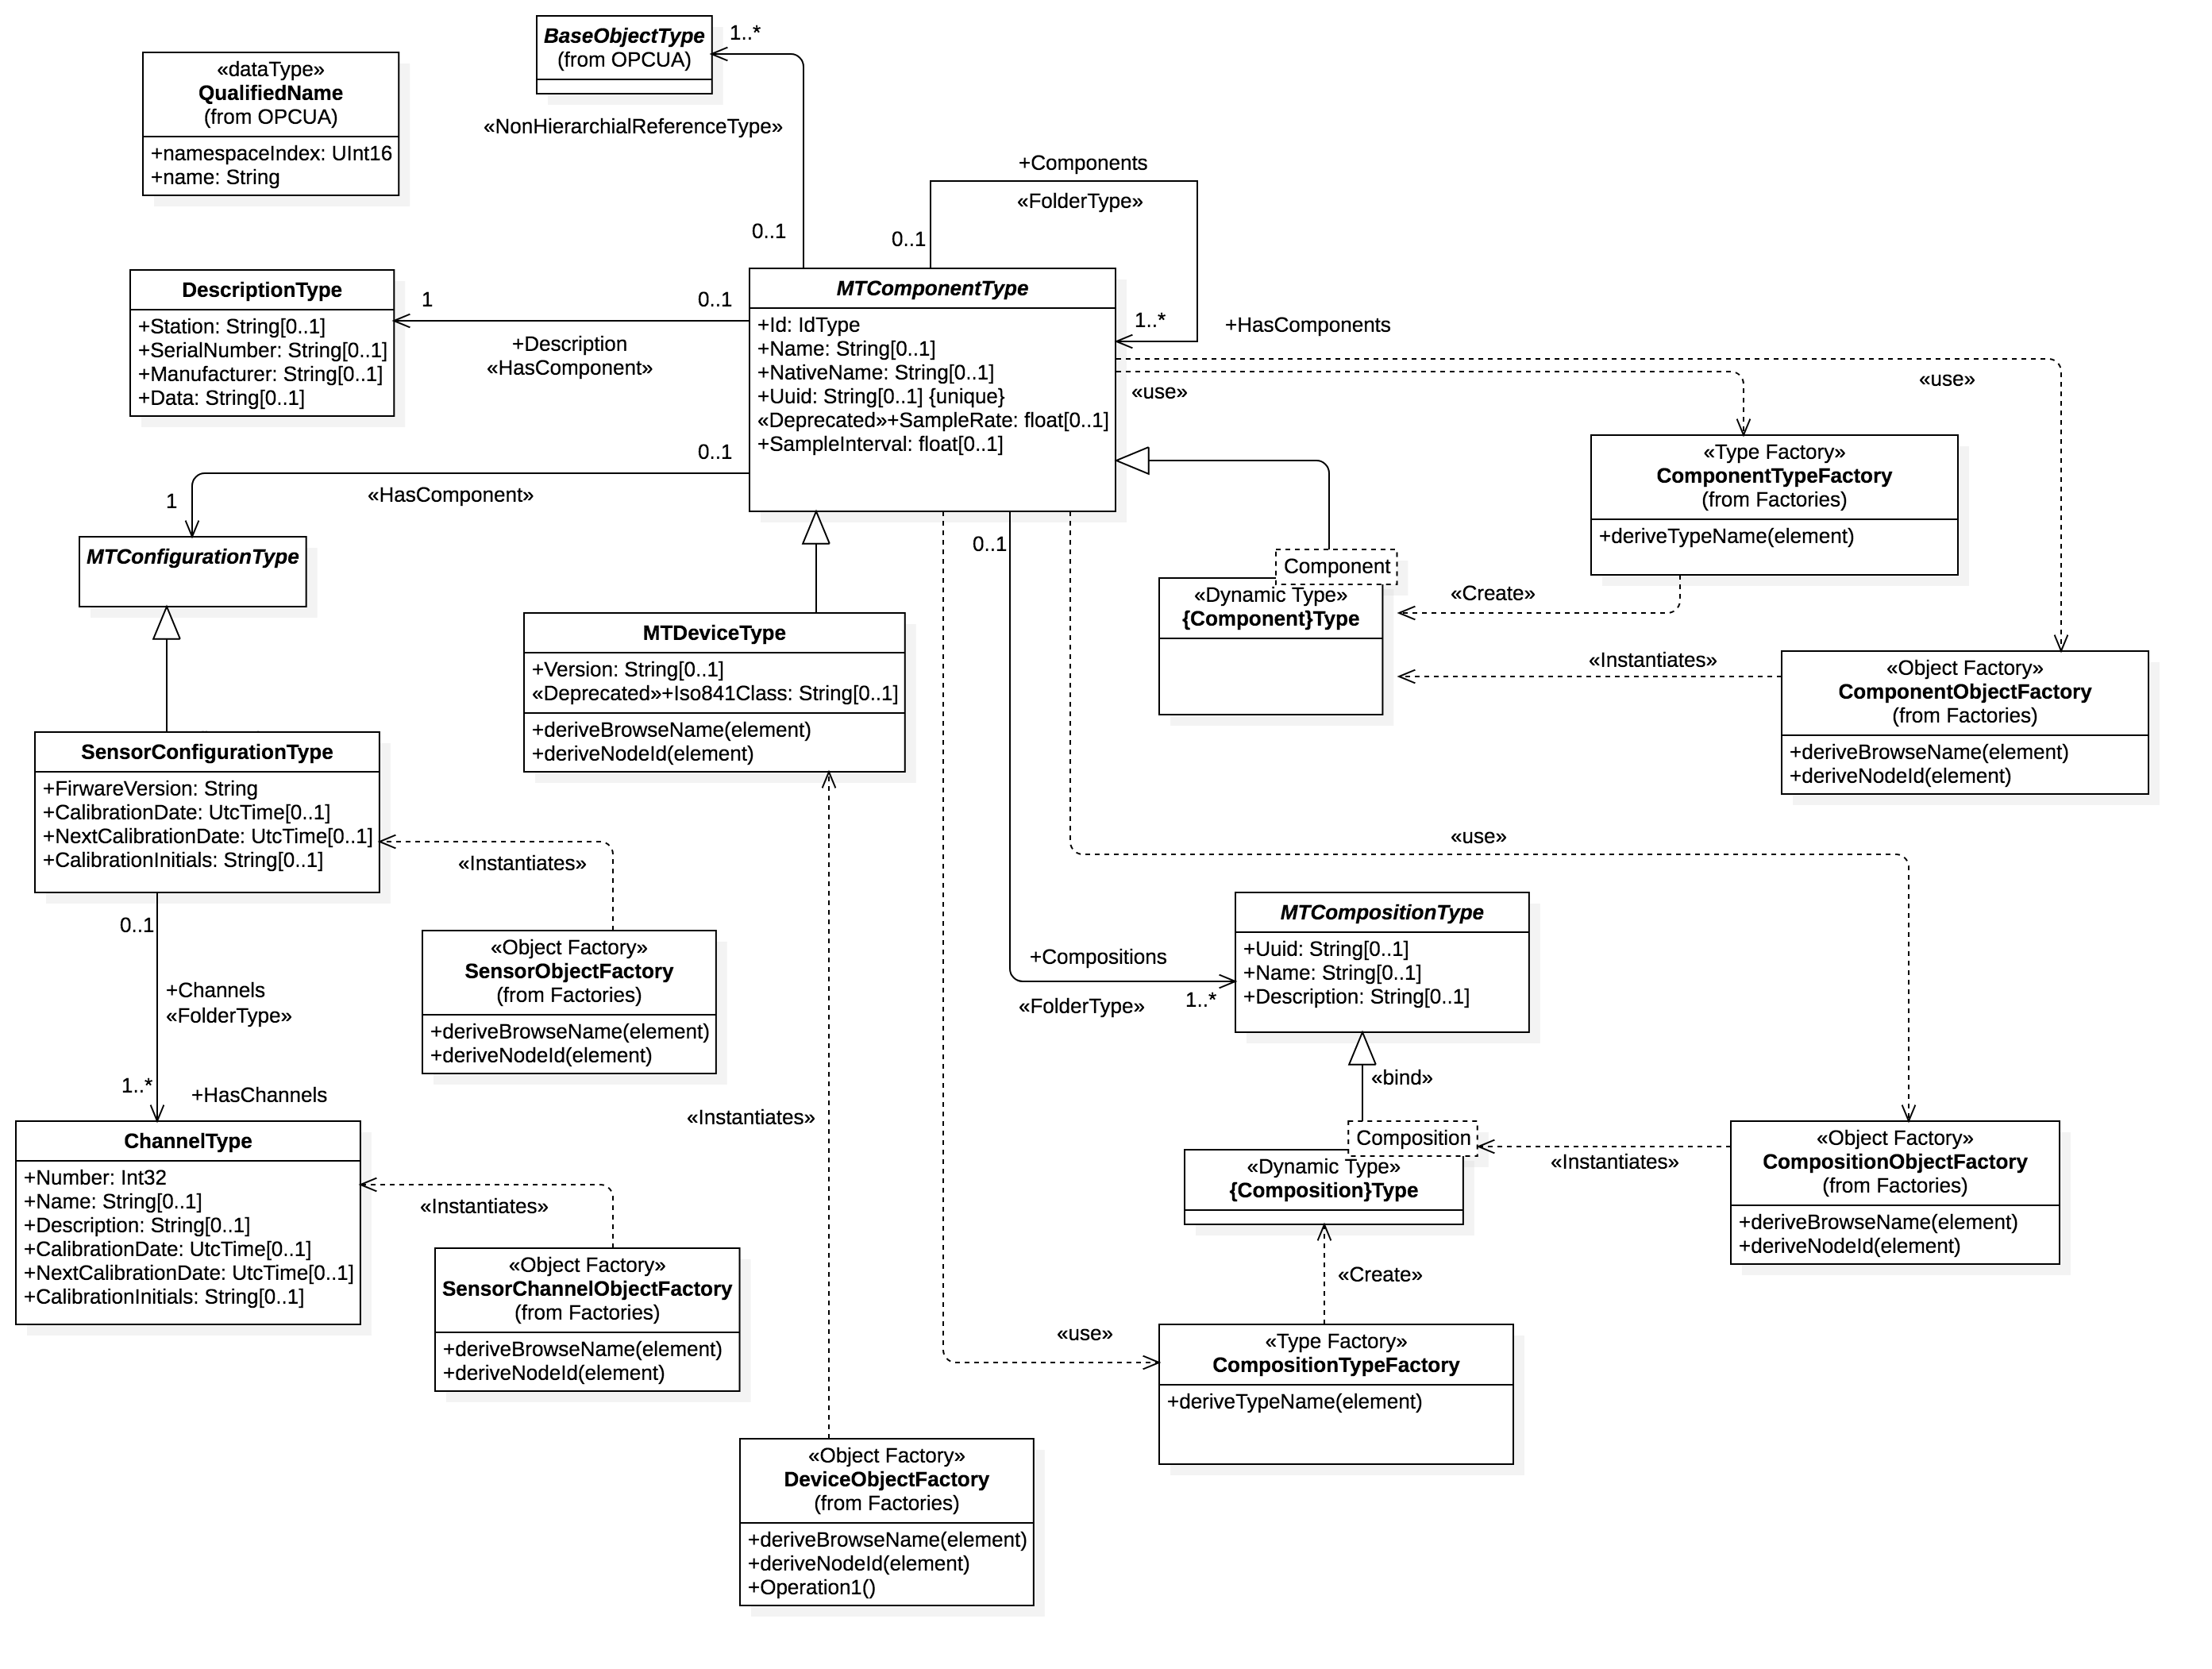 BaseObjectType
(from OPCUA)
1..*
«dataType»
QualifiedName
(from OPCUA)
+namespaceIndex: UInt16
+name: String
«NonHierarchialReferenceType»
0..1
+Components
«FolderType»
0..1
1..*
+HasComponents
DescriptionType
+Station: String[0..1]
+SerialNumber: String[0..1]
+Manufacturer: String[0..1]
+Data: String[0..1]
1
0..1
+Description
«HasComponent»
MTComponentType
+Id: IdType
+Name: String[0..1]
+NativeName: String[0..1]
+Uuid: String[0..1] {unique}
«Deprecated»+SampleRate: float[0..1]
+SampleInterval: float[0..1]
«use»
«use»
0..1
«HasComponent»
1
MTConfigurationType
0..1
«Type Factory»
ComponentTypeFactory
(from Factories)
+deriveTypeName(element)
Component
«Dynamic Type»
{Component}Type
«Create»
«Instantiates»
«Object Factory»
ComponentObjectFactory
(from Factories)
+deriveBrowseName(element)
+deriveNodeId(element)
MTDeviceType
+Version: String[0..1]
«Deprecated»+Iso841Class: String[0..1]
+deriveBrowseName(element)
+deriveNodeId(element)
SensorConfigurationType
+FirwareVersion: String
+CalibrationDate: UtcTime[0..1]
+NextCalibrationDate: UtcTime[0..1]
+CalibrationInitials: String[0..1]
«Instantiates»
«use»
0..1
+Channels
«FolderType»
1..*
+HasChannels
«Object Factory»
SensorObjectFactory
(from Factories)
+deriveBrowseName(element)
+deriveNodeId(element)
+Compositions
«FolderType»
1..*
MTCompositionType
+Uuid: String[0..1]
+Name: String[0..1]
+Description: String[0..1]
«bind»
«Instantiates»
ChannelType
+Number: Int32
+Name: String[0..1]
+Description: String[0..1]
+CalibrationDate: UtcTime[0..1]
+NextCalibrationDate: UtcTime[0..1]
+CalibrationInitials: String[0..1]
«Instantiates»
Composition
«Dynamic Type»
{Composition}Type
«Instantiates»
«Object Factory»
CompositionObjectFactory
(from Factories)
+deriveBrowseName(element)
+deriveNodeId(element)
«Object Factory»
SensorChannelObjectFactory
(from Factories)
+deriveBrowseName(element)
+deriveNodeId(element)
«Create»
«use»
«Type Factory»
CompositionTypeFactory
+deriveTypeName(element)
«Object Factory»
DeviceObjectFactory
(from Factories)
+deriveBrowseName(element)
+deriveNodeId(element)
+Operation1()